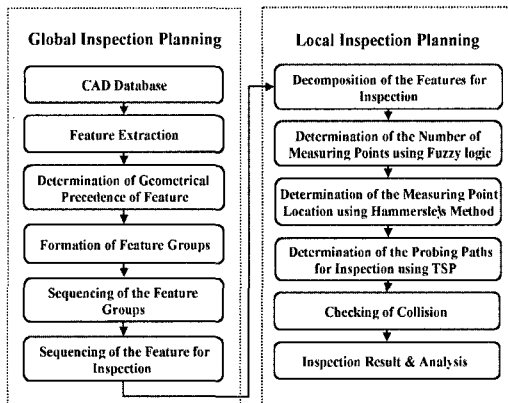 Global Inspection Planning
CAD Database
Feature Extraction
Determination of Geometrical
Precedence of Feature
Formation of Feature Groups
Sequencing of the Feature
Groups
Sequencing of the Feature for
Inspection
Local Inspection Planning
Decomposition of the Features for
Inspection
Determination of the Number of
Measuring Points using Fuzzy logic
Determination of the Measuring Point
Location using Hammersle\s Method
Determination of the Probing Paths
for Inspection using TSP
Checking of Collision
Inspection Result & Analysis